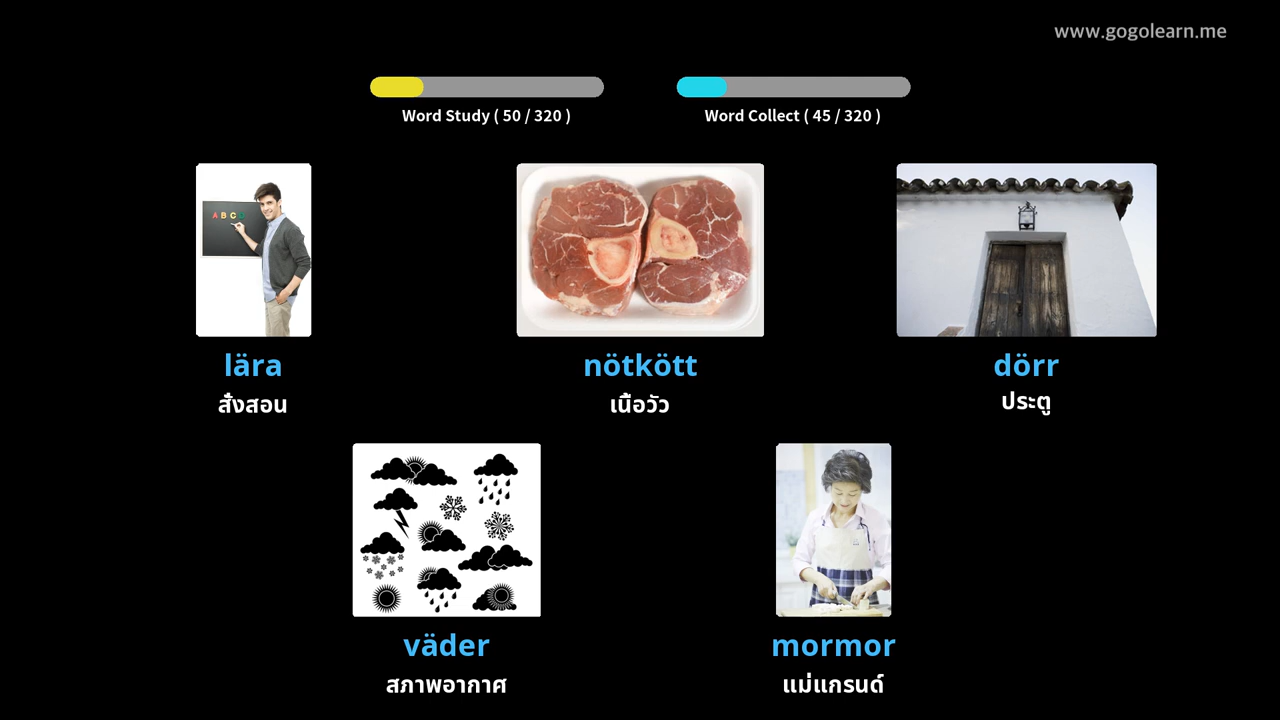 www.gogolearn.me
Word Study ( 50 / 320 )
Word Collect ( 45 / 320 )
A B C D
lära
nötkött
dörr
สั่งสอน
เนื้อวัว
ประตู
väder
mormor
สภาพอากาศ
แม่แกรนด์